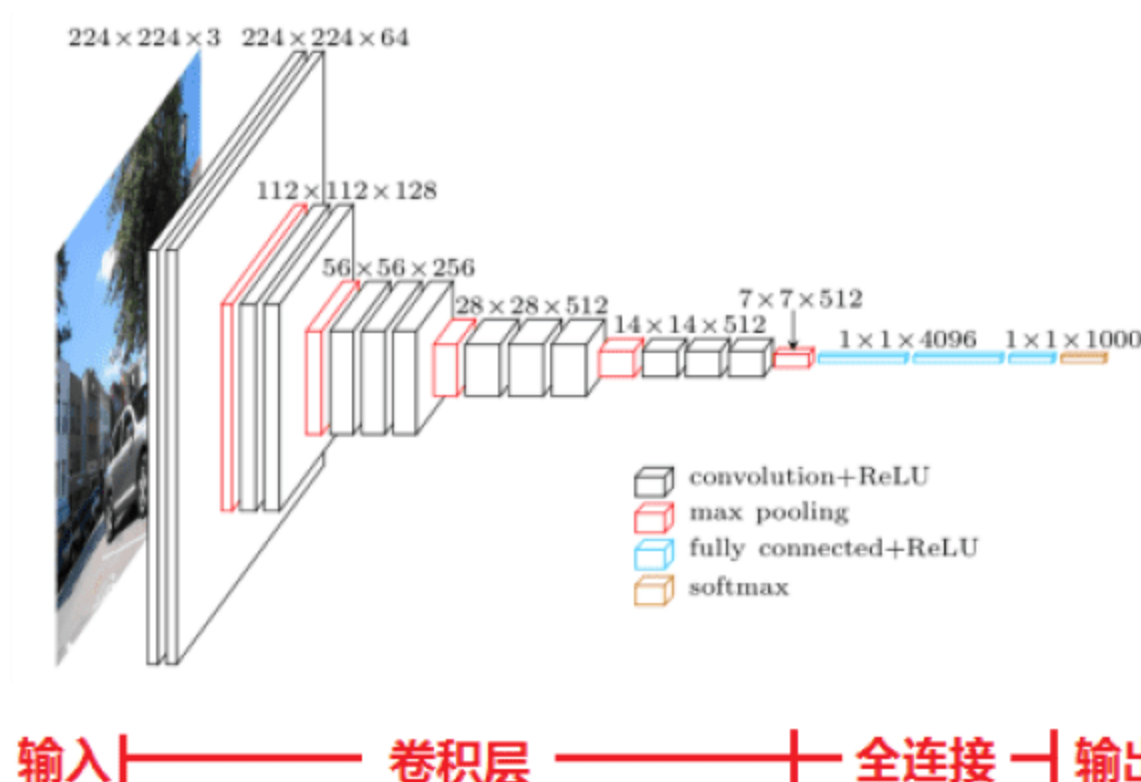 224×224×3 224×224×64
112×112×128
56×56×256
28×28×512
14×14×512
7×7×512
1×1×4096 1×1×1000
convolution+ReLU
max pooling
fully connected+ReLU
softmax
输入 卷积层 全连接 输出